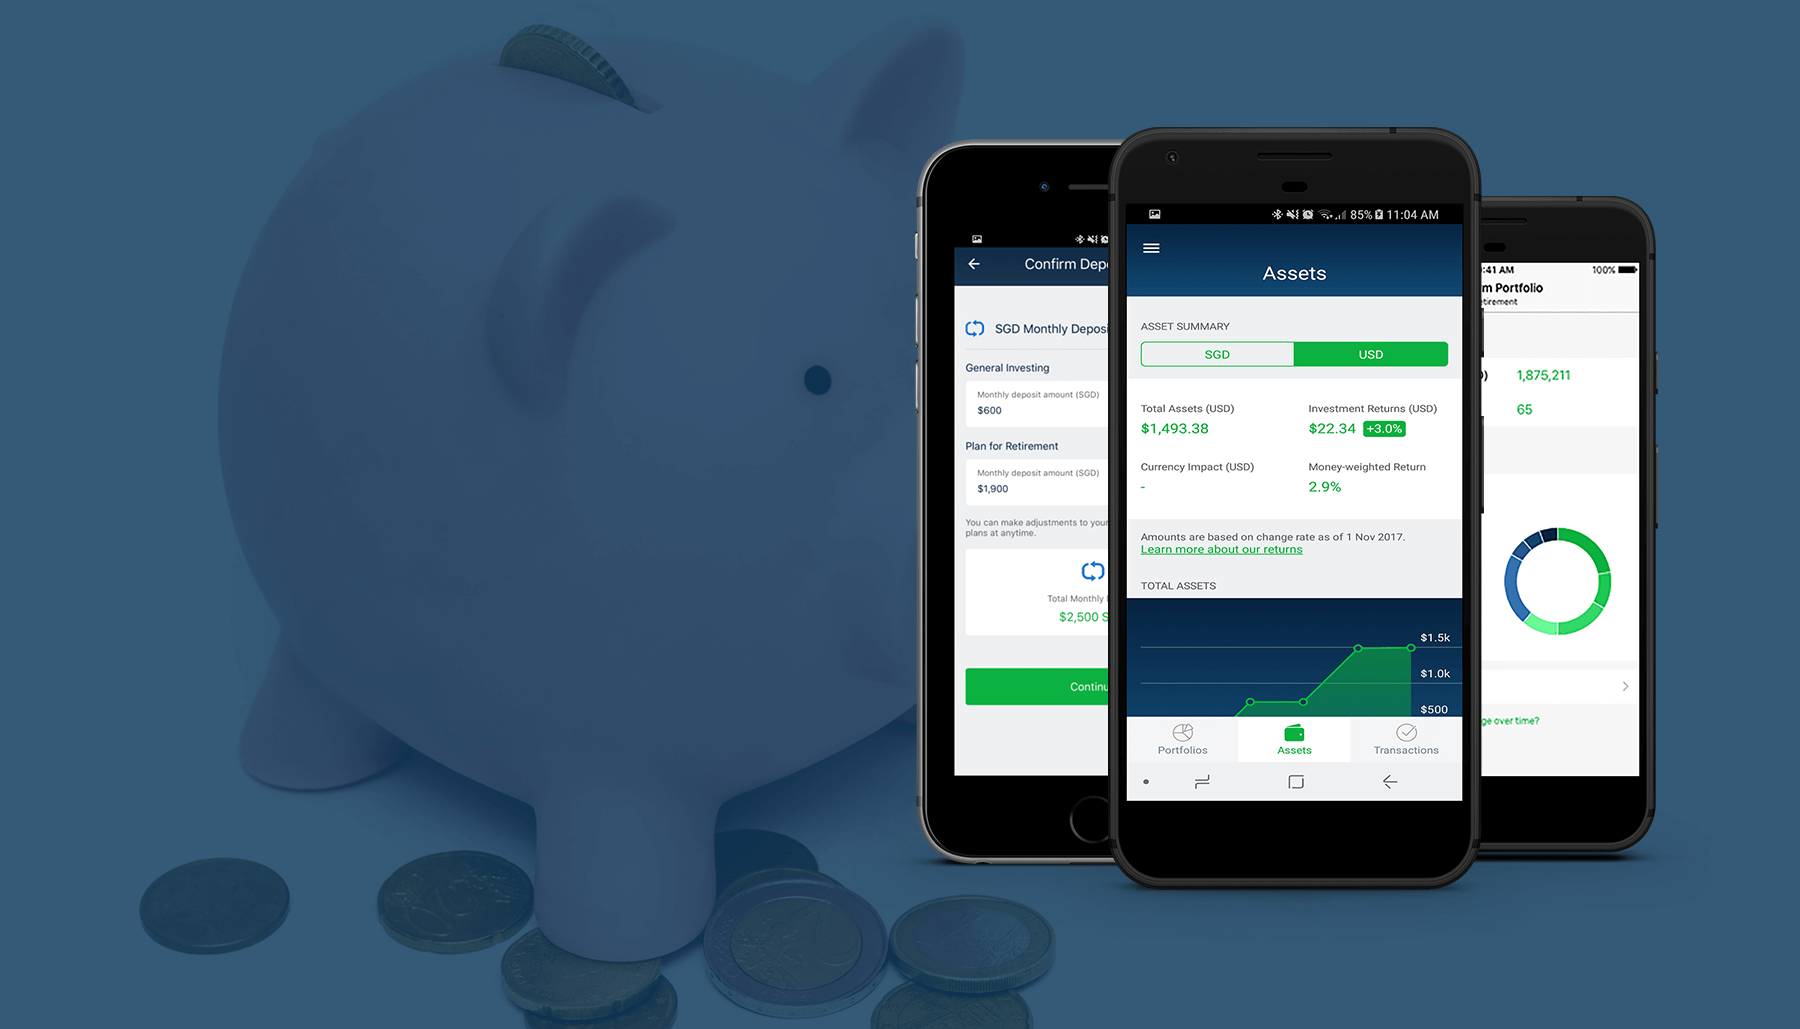 Confirm
SGD Monthly
General Investing
Monthly deposit amount (SGD)
$600
Plan for Retirement
Monthly deposit amount (SGD)
$1,900
You can make adjustments to your
plans at anytime.
Total Monthly
$2,500
85% 11:04 AM
Assets
ASSET SUMMARY
SGD USD
Total Assets (USD) Investment Returns (USD)
$1,493.38 $22.34 +3.0%
Currency Impact (USD) Money-weighted Return
- 2.9%
Amounts are based on change rate as of 1 Nov 2017.
Learn more about our returns
TOTAL ASSETS
$1.5k
$1.0k
$500
Portfolios Assets Transactions
:41 AM 100%
Portfolio
1,875,211
65
over time?